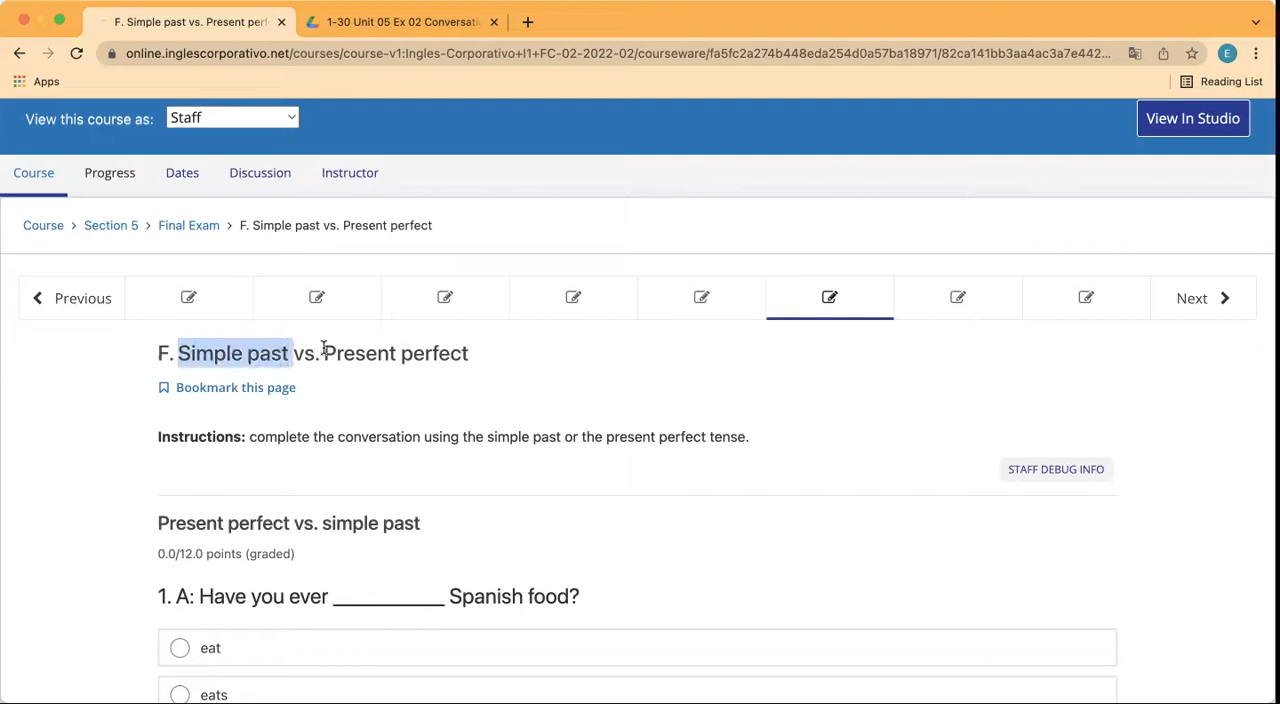 F. Simple past vs. Present perf
1-30 Unit 05 Ex 02 Conversati
online.inglescorporativo.net/courses/course-v1:Ingles-Corporativo+I1+FC-02-2022-02/courseware/fa5fc2a274b448eda254d0a57ba18971/82ca141bb3aa4ac3a7e442...
E
Apps
Reading List
View this course as:
Staff
View In Studio
Course
Progress
Dates
Discussion
Instructor
Course > Section 5 > Final Exam > F. Simple past vs. Present perfect
Previous
Next
F. Simple past vs. Present perfect
Bookmark this page
Instructions: complete the conversation using the simple past or the present perfect tense.
STAFF DEBUG INFO
Present perfect vs. simple past
0.0/12.0 points (graded)
1. A: Have you ever __________ Spanish food?
eat
eats